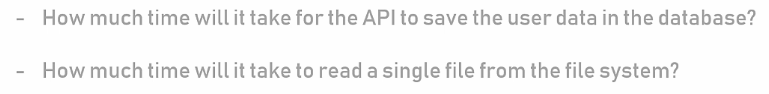 - How much time will it take for the API to save the user data in the database?
- How much time will it take to read a single file from the file system?